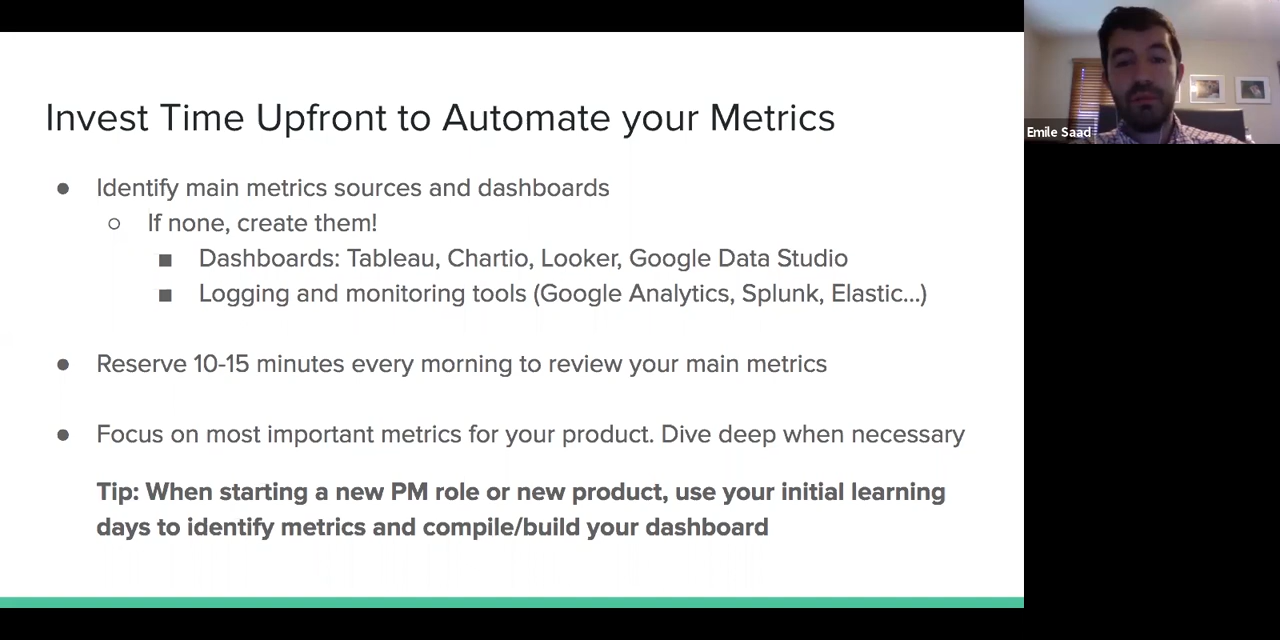 Invest Time Upfront to Automate your Metrics
● Identify main metrics sources and dashboards
○ If none, create them!
■ Dashboards: Tableau, Chartio, Looker, Google Data Studio
■ Logging and monitoring tools (Google Analytics, Splunk, Elastic...)
● Reserve 10-15 minutes every morning to review your main metrics
● Focus on most important metrics for your product. Dive deep when necessary
Tip: When starting a new PM role or new product, use your initial learning
days to identify metrics and compile/build your dashboard
Emile Saad